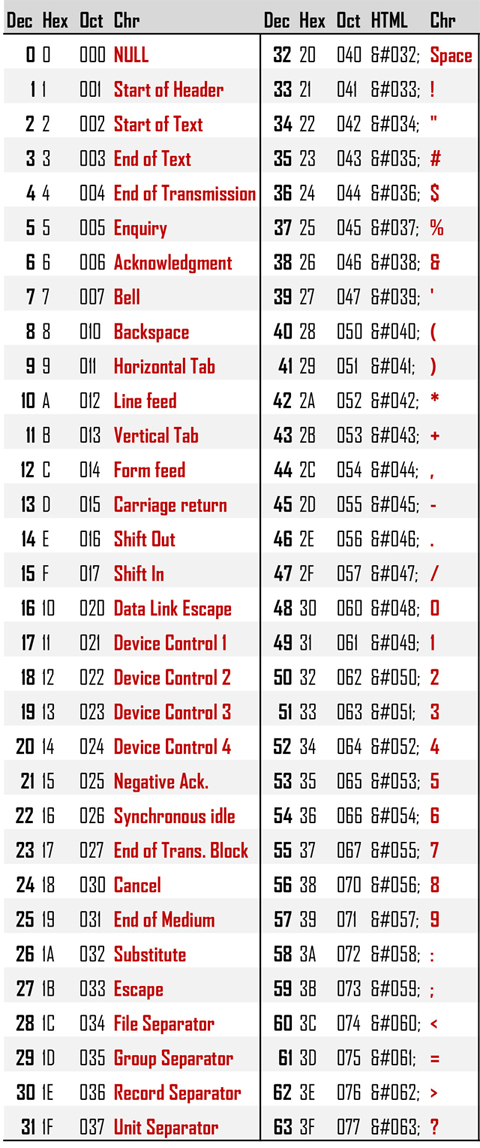 Dec Hex Oct Chr Dec Hex Oct HTML Chr
0 0 000 NULL 32 20 040 &#032; Space
1 1 001 Start of Header 33 21 041 &#033; !
2 2 002 Start of Text 34 22 042 &#034; "
3 3 003 End of Text 35 23 043 &#035; #
4 4 004 End of Transmission 36 24 044 &#036; $
5 5 005 Enquiry 37 25 045 &#037; %
6 6 006 Acknowledgment 38 26 046 &#038; &
7 7 007 Bell 39 27 047 &#039; '
8 8 010 Backspace 40 28 050 &#040; (
9 9 011 Horizontal Tab 41 29 051 &#041; )
10 A 012 Line feed 42 2A 052 &#042; *
11 B 013 Vertical Tab 43 2B 053 &#043; +
12 C 014 Form feed 44 2C 054 &#044; ,
13 D 015 Carriage return 45 2D 055 &#045; -
14 E 016 Shift Out 46 2E 056 &#046; .
15 F 017 Shift In 47 2F 057 &#047; /
16 10 020 Data Link Escape 48 30 060 &#048; 0
17 11 021 Device Control 1 49 31 061 &#049; 1
18 12 022 Device Control 2 50 32 062 &#050; 2
19 13 023 Device Control 3 51 33 063 &#051; 3
20 14 024 Device Control 4 52 34 064 &#052; 4
21 15 025 Negative Ack. 53 35 065 &#053; 5
22 16 026 Synchronous idle 54 36 066 &#054; 6
23 17 027 End of Trans. Block 55 37 067 &#055; 7
24 18 030 Cancel 56 38 070 &#056; 8
25 19 031 End of Medium 57 39 071 &#057; 9
26 1A 032 Substitute 58 3A 072 &#058; :
27 1B 033 Escape 59 3B 073 &#059; ;
28 1C 034 File Separator 60 3C 074 &#060; <
29 1D 035 Group Separator 61 3D 075 &#061; =
30 1E 036 Record Separator 62 3E 076 &#062; >
31 1F 037 Unit Separator 63 3F 077 &#063; ?